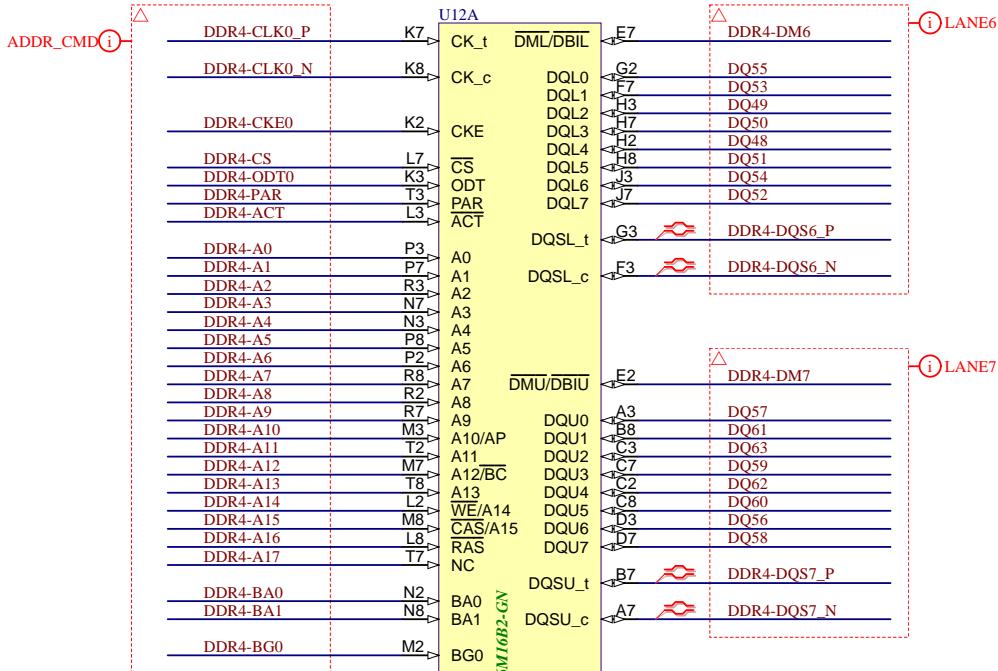 U12A
ADDR_CMD i
DDR4-CLK0_P K7 CK_t
DDR4-CLK0_N K8 CK_c
DDR4-CKE0 K2 CKE
DDR4-CS L7 CS
DDR4-ODT0 K3 ODT
DDR4-PAR T3 PAR
DDR4-ACT L3 ACT
DDR4-A0 P3 A0
DDR4-A1 P7 A1
DDR4-A2 R3 A2
DDR4-A3 N7 A3
DDR4-A4 N3 A4
DDR4-A5 P8 A5
DDR4-A6 P2 A6
DDR4-A7 R8 A7
DDR4-A8 R2 A8
DDR4-A9 R7 A9
DDR4-A10 M3 A10/AP
DDR4-A11 T2 A11
DDR4-A12 M7 A12/BC
DDR4-A13 T8 A13
DDR4-A14 L2 WE/A14
DDR4-A15 M8 CAS/A15
DDR4-A16 L8 RAS
DDR4-A17 T7 NC
DDR4-BA0 N2 BA0
DDR4-BA1 N8 BA1
DDR4-BG0 M2 BG0
M16B2-GN
i LANE6
DML/DBIL E7 DDR4-DM6
DQL0 G2 DQ55
DQL1 F7 DQ53
DQL2 H3 DQ49
DQL3 H7 DQ50
DQL4 H2 DQ48
DQL5 H8 DQ51
DQL6 J3 DQ54
DQL7 J7 DQ52
DQSL_t G3 DDR4-DQS6_P
DQSL_c F3 DDR4-DQS6_N
i LANE7
DMU/DBIU E2 DDR4-DM7
DQU0 A3 DQ57
DQU1 B8 DQ61
DQU2 C3 DQ63
DQU3 C7 DQ59
DQU4 C2 DQ62
DQU5 C8 DQ60
DQU6 D3 DQ56
DQU7 D7 DQ58
DQSU_t B7 DDR4-DQS7_P
DQSU_c A7 DDR4-DQS7_N